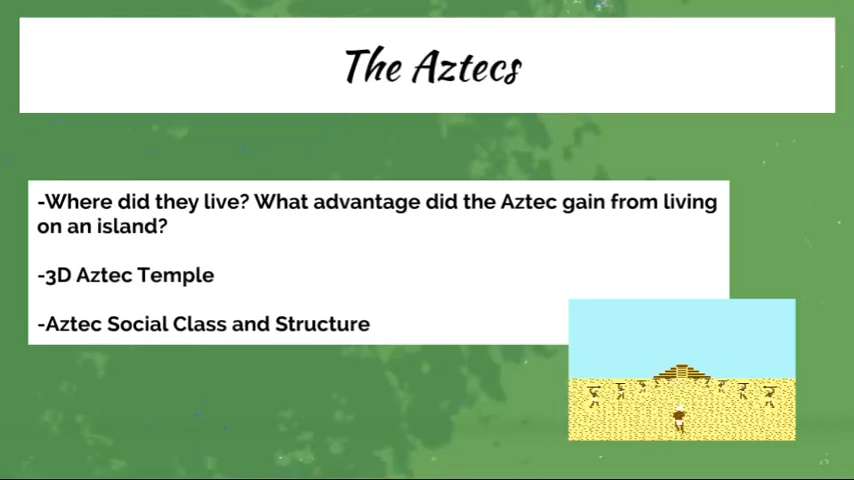 The Aztecs
-Where did they live? What advantage did the Aztec gain from living
on an island?
-3D Aztec Temple
-Aztec Social Class and Structure